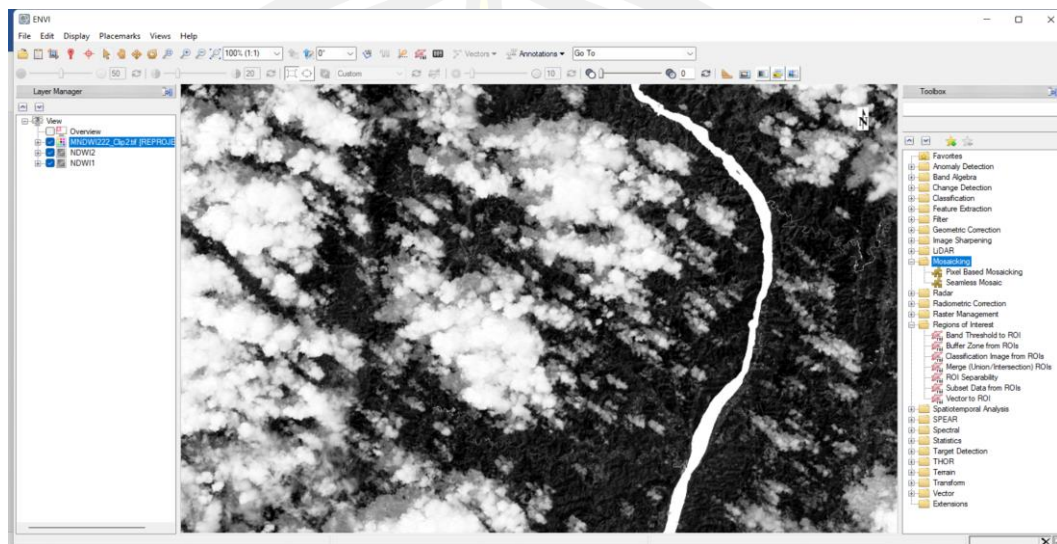 ENVI
File Edit Display Placemarks Views Help
100% (1:1) 0° Vectors Annotations Go To
50 20 Custom 10 0
Layer Manager
View
Overview
MNDWI222_Clip2.tif [REPROJE
NDWI2
NDWI1
N
Toolbox
Favorites
Anomaly Detection
Band Algebra
Change Detection
Classification
Feature Extraction
Filter
Geometric Correction
Image Sharpening
LiDAR
Mosaicking
Pixel Based Mosaicking
Seamless Mosaic
Radar
Radiometric Correction
Raster Management
Regions of Interest
Band Threshold to ROI
Buffer Zone from ROIs
Classification Image from ROIs
Merge (Union/Intersection) ROIs
ROI Separability
Subset Data from ROIs
Vector to ROI
Spatiotemporal Analysis
SPEAR
Spectral
Statistics
Target Detection
THOR
Terrain
Transform
Vector
Extensions